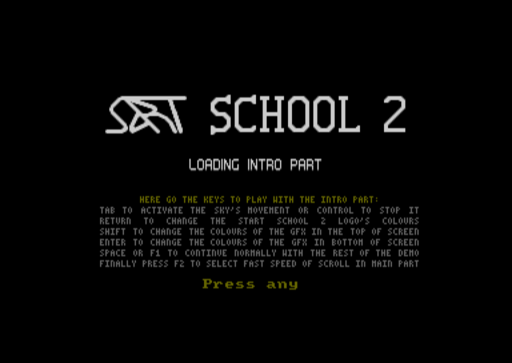 SRT SCHOOL 2
LOADING INTRO PART
HERE GO THE KEYS TO PLAY WITH THE INTRO PART:
TAB TO ACTIVATE THE SKY'S MOVEMENT OR CONTROL TO STOP IT
RETURN TO CHANGE THE START SCHOOL 2 LOGO'S COLOURS
SHIFT TO CHANGE THE COLOURS OF THE GFX IN THE TOP OF SCREEN
ENTER TO CHANGE THE COLOURS OF THE GFX IN BOTTOM OF SCREEN
SPACE OR F1 TO CONTINUE NORMALLY WITH THE REST OF THE DEMO
FINALLY PRESS F2 TO SELECT FAST SPEED OF SCROLL IN MAIN PART
Press any